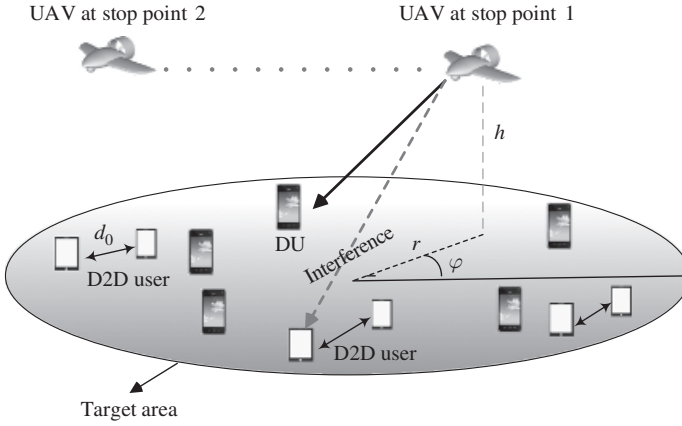 UAV at stop point 2
UAV at stop point 1
h
d₀
D2D user
DU
Interference
r
φ
D2D user
Target area